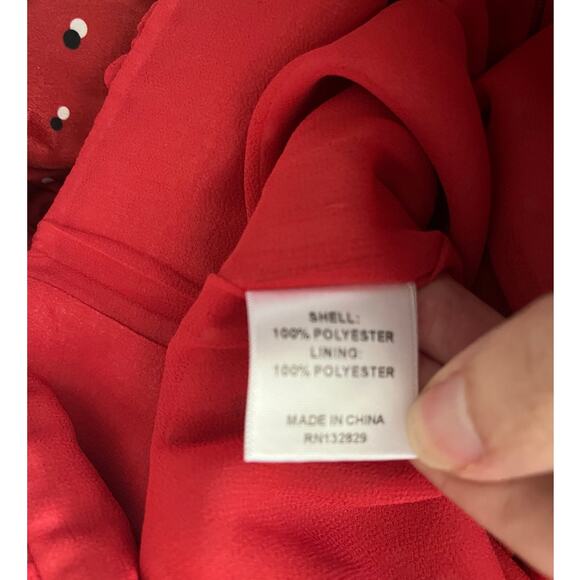 SHELL:
100% POLYESTER
LINING:
100% POLYESTER
MADE IN CHINA
RN132829